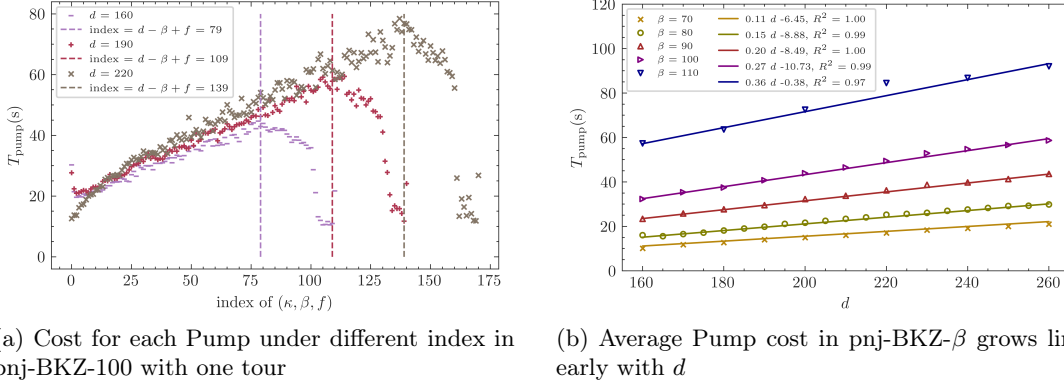 80
60
40
20
0
T_pump(s)
d = 160
index = d − β + f = 79
d = 190
index = d − β + f = 109
d = 220
index = d − β + f = 139
0 25 50 75 100 125 150 175
index of (κ, β, f)
120
100
80
60
40
20
0
T_pump(s)
β = 70
β = 80
β = 90
β = 100
β = 110
0.11 d -6.45, R² = 1.00
0.15 d -8.88, R² = 0.99
0.20 d -8.49, R² = 1.00
0.27 d -10.73, R² = 0.99
0.36 d -0.38, R² = 0.97
160 180 200 220 240 260
d
a) Cost for each Pump under different index in
pnj-BKZ-100 with one tour
(b) Average Pump cost in pnj-BKZ-β grows li
early with d